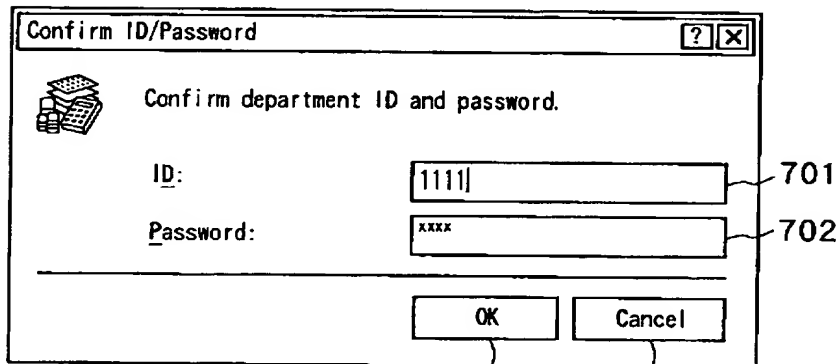 Confirm ID/Password ? X
Confirm department ID and password.
ID: 1111 701
Password: xxxx 702
OK Cancel